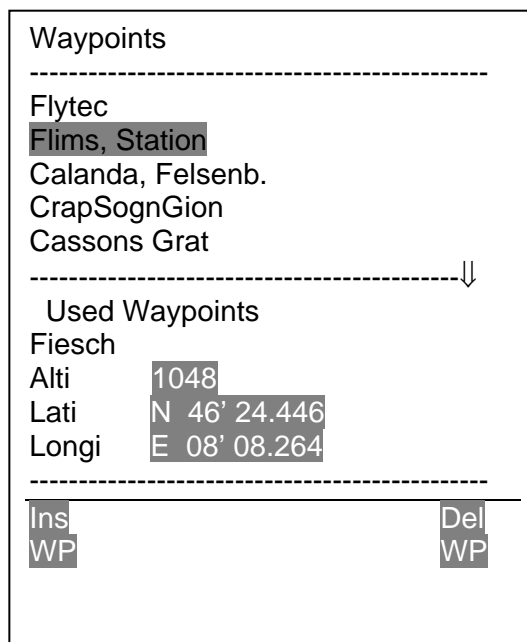 Waypoints
-----------------------------------------------
Flytec
Flims, Station
Calanda, Felsenb.
CrapSognGion
Cassons Grat
--------------------------------------------⇓
Used Waypoints
Fiesch
Alti 1048
Lati N 46’ 24.446
Longi E 08’ 08.264
-----------------------------------------------
Ins Del
WP WP